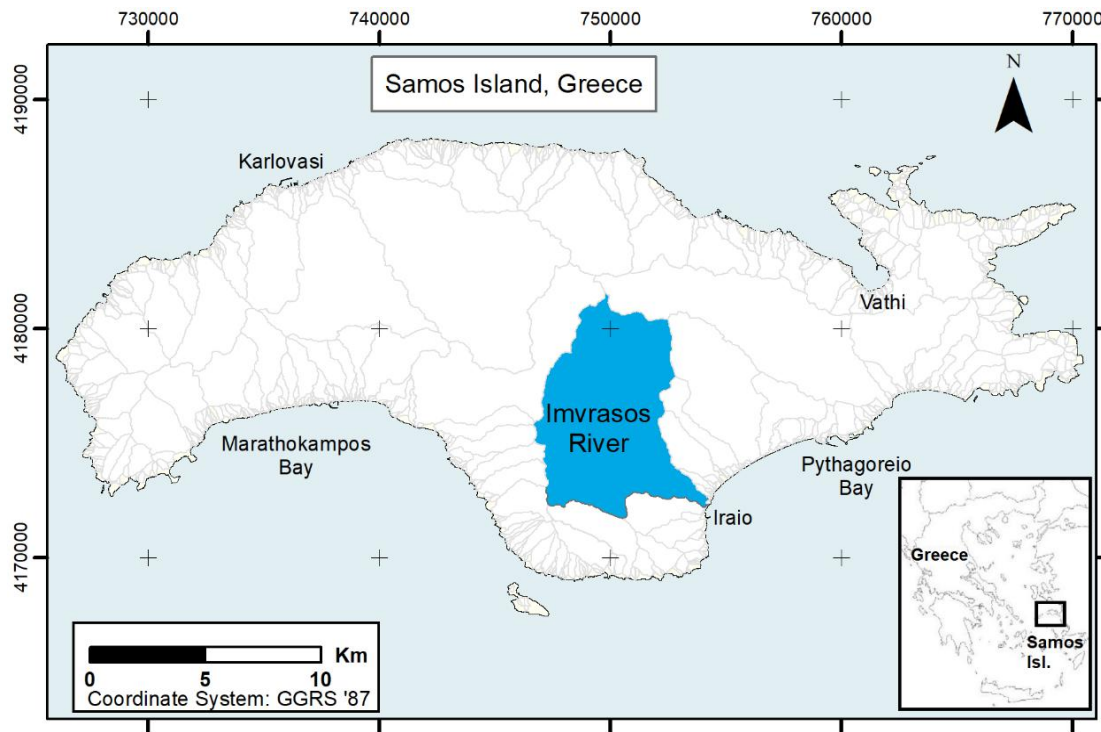 730000
740000
750000
760000
770000
Samos Island, Greece
N
4190000
4180000
4170000
Karlovasi
Vathi
Imvrasos
River
Marathokampos
Bay
Pythagoreio
Bay
Iraio
Greece
Samos
Isl.
Km
0 5 10
Coordinate System: GGRS '87